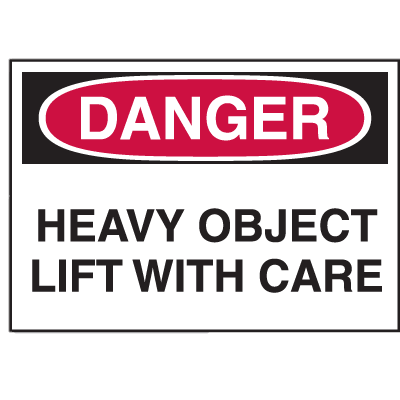 DANGER
HEAVY OBJECT
LIFT WITH CARE